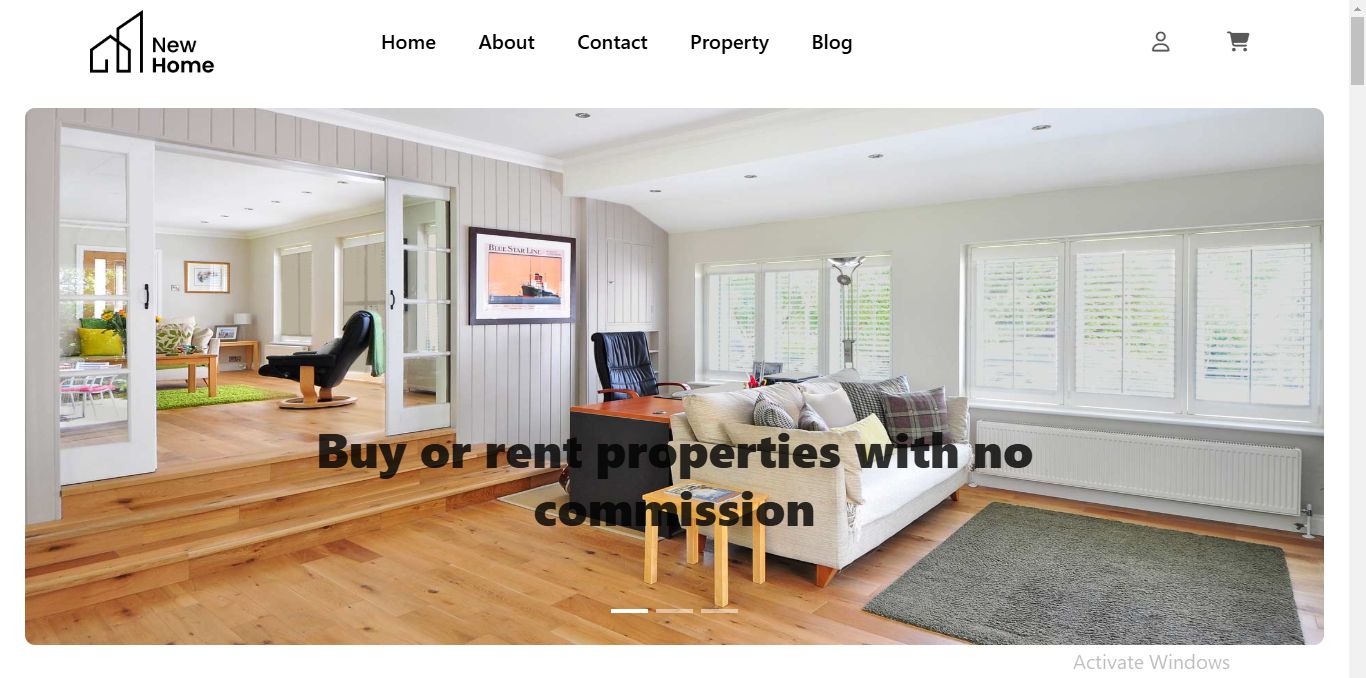 New
Home
Home About Contact Property Blog
BLUE STAR LINE
Buy or rent properties with no
commission
Activate Windows